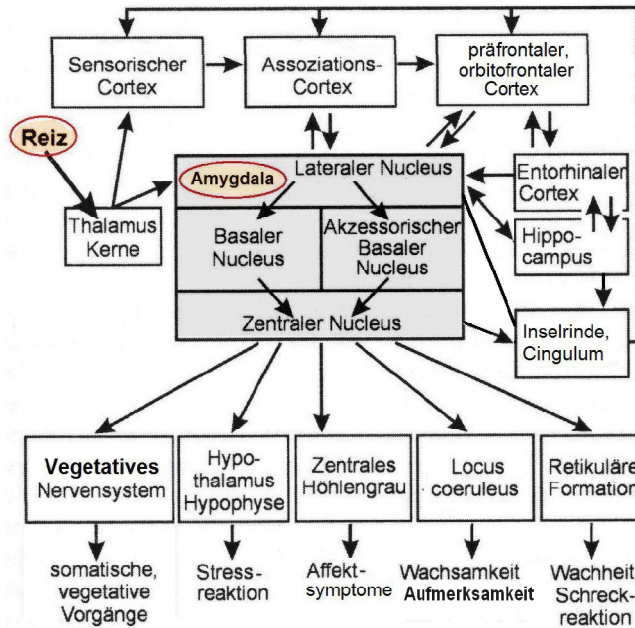 Sensorischer
Cortex
Assoziations-
Cortex
präfrontaler,
orbitofrontaler
Cortex
Reiz
Thalamus
Kerne
Amygdala
Lateraler Nucleus
Basaler
Nucleus
Akzessorischer
Basaler
Nucleus
Zentraler Nucleus
Entorhinaler
Cortex
Hippo-
campus
Inselrinde,
Cingulum
Vegetatives
Nervensystem
Hypo-
thalamus
Hypophyse
Zentrales
Höhlengrau
Locus
coeruleus
Retikuläre
Formation
somatische,
vegetative
Vorgänge
Stress-
reaktion
Affekt-
symptome
Wachsamkeit
Aufmerksamkeit
Wachheit
Schreck-
reaktion